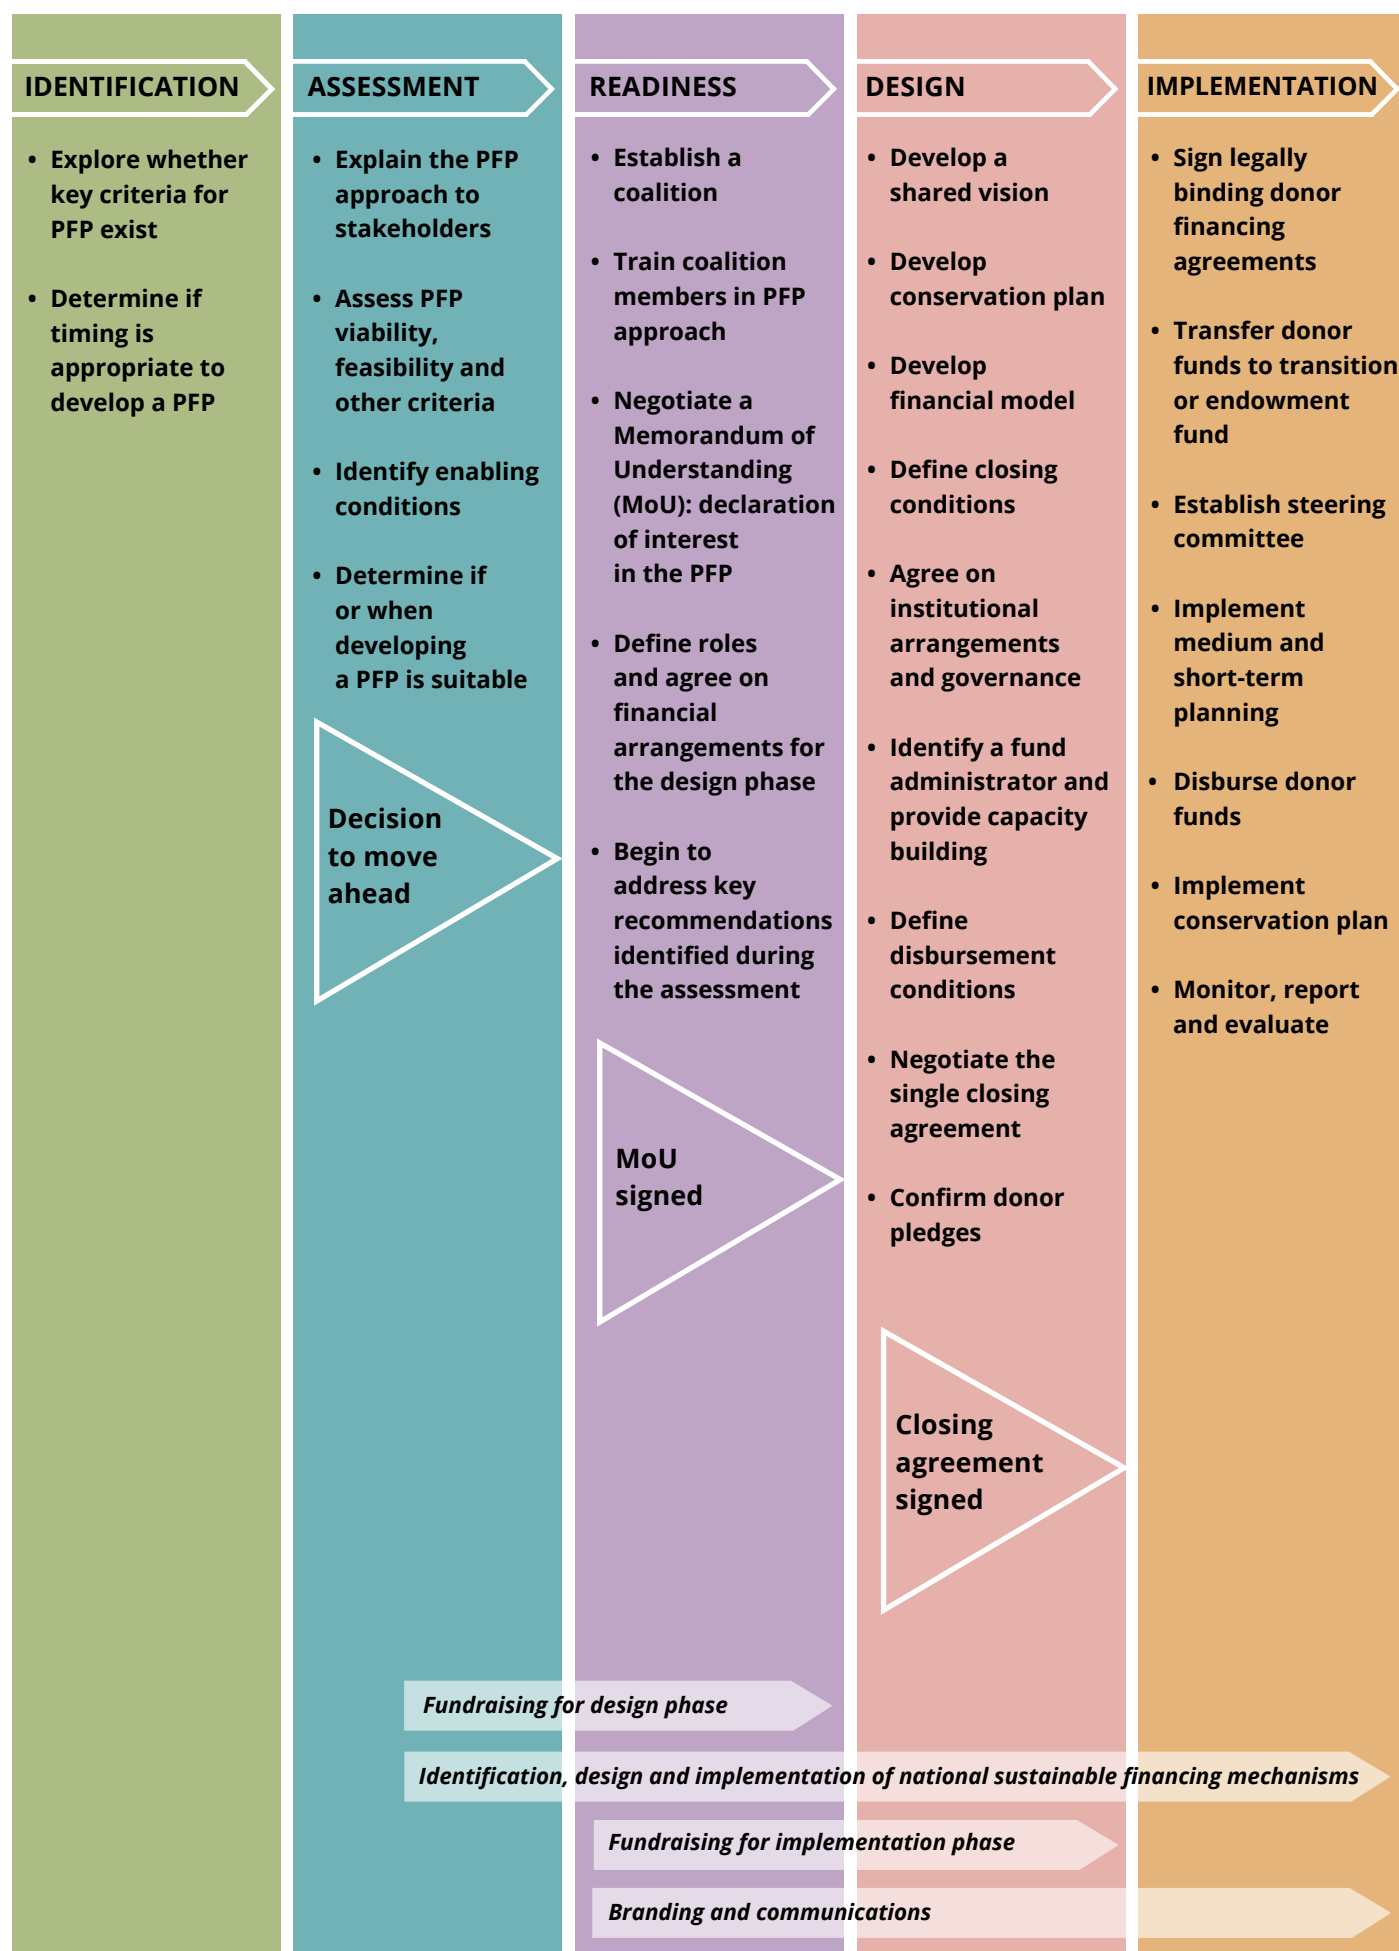 IDENTIFICATION
• Explore whether
key criteria for
PFP exist
• Determine if
timing is
appropriate to
develop a PFP
ASSESSMENT
• Explain the PFP
approach to
stakeholders
• Assess PFP
viability,
feasibility and
other criteria
• Identify enabling
conditions
• Determine if
or when
developing
a PFP is suitable
Decision
to move
ahead
READINESS
• Establish a
coalition
• Train coalition
members in PFP
approach
• Negotiate a
Memorandum of
Understanding
(MoU): declaration
of interest
in the PFP
• Define roles
and agree on
financial
arrangements for
the design phase
• Begin to
address key
recommendations
identified during
the assessment
MoU
signed
DESIGN
• Develop a
shared vision
• Develop
conservation plan
• Develop
financial model
• Define closing
conditions
• Agree on
institutional
arrangements
and governance
• Identify a fund
administrator and
provide capacity
building
• Define
disbursement
conditions
• Negotiate the
single closing
agreement
• Confirm donor
pledges
Closing
agreement
signed
IMPLEMENTATION
• Sign legally
binding donor
financing
agreements
• Transfer donor
funds to transition
or endowment
fund
• Establish steering
committee
• Implement
medium and
short-term
planning
• Disburse donor
funds
• Implement
conservation plan
• Monitor, report
and evaluate
Fundraising for design phase
Identification, design and implementation of national sustainable financing mechanisms
Fundraising for implementation phase
Branding and communications